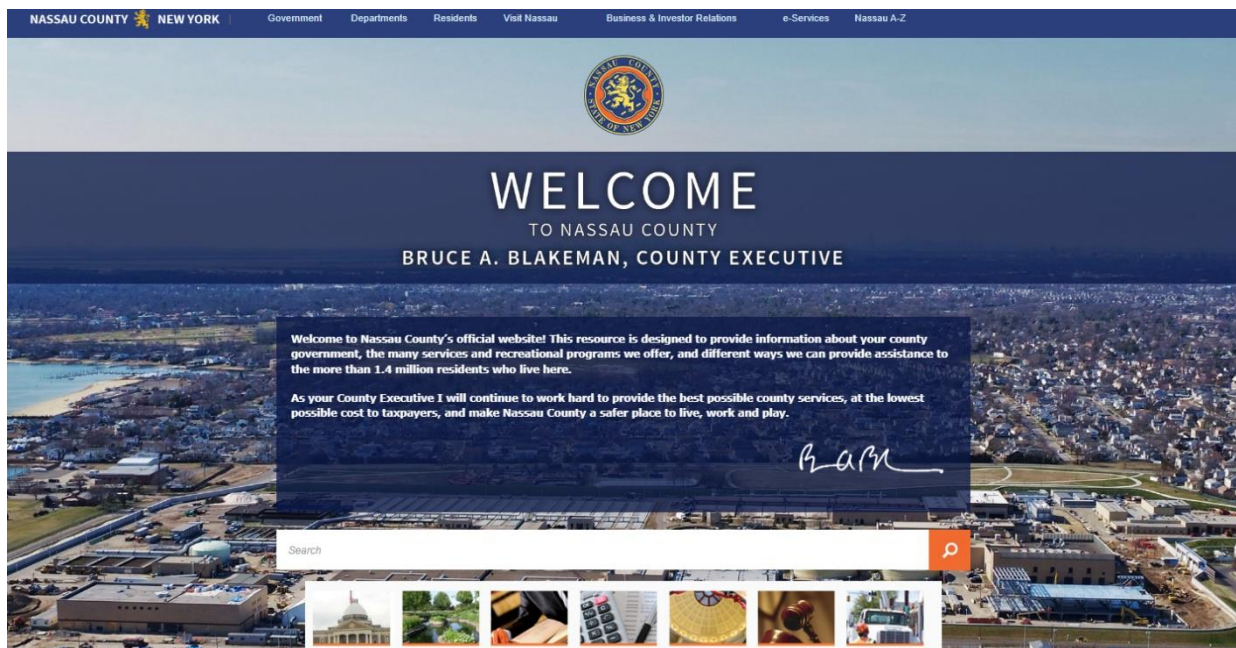 NASSAU COUNTY NEW YORK Government Departments Residents Visit Nassau Business & Investor Relations e-Services Nassau A-Z
NASSAU COUNTY
STATE OF NEW YORK
WELCOME
TO NASSAU COUNTY
BRUCE A. BLAKEMAN, COUNTY EXECUTIVE
Welcome to Nassau County's official website! This resource is designed to provide information about your county
government, the many services and recreational programs we offer, and different ways we can provide assistance to
the more than 1.4 million residents who live here.
As your County Executive I will continue to work hard to provide the best possible county services, at the lowest
possible cost to taxpayers, and make Nassau County a safer place to live, work and play.
Search